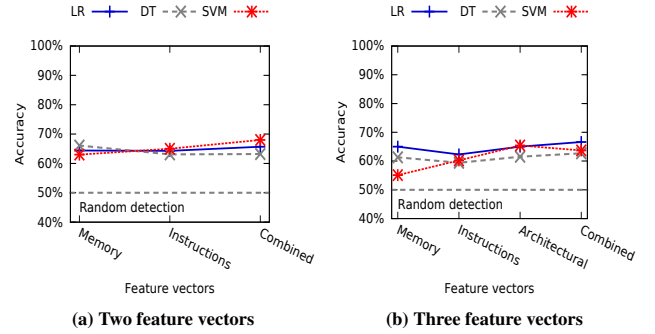 LR DT SVM
100%
90%
80%
70%
60%
50%
40%
Accuracy
Random detection
Memory
Instructions
Combined
Feature vectors
(a) Two feature vectors
LR DT SVM
100%
90%
80%
70%
60%
50%
40%
Accuracy
Random detection
Memory
Instructions
Architectural
Combined
Feature vectors
(b) Three feature vectors